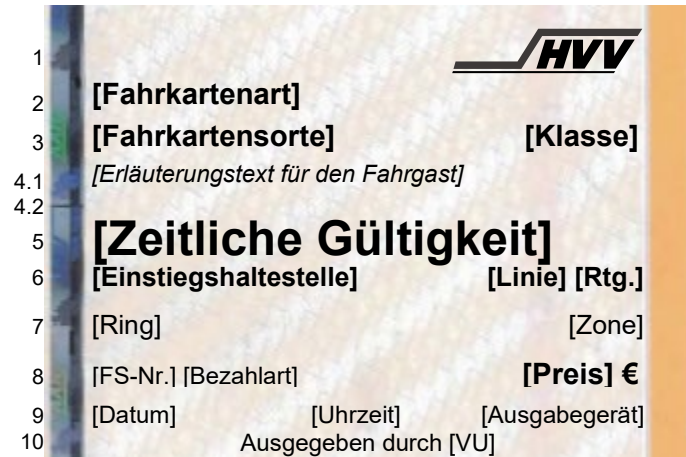 1 HVV
2 [Fahrkartenart]
3 [Fahrkartensorte] [Klasse]
4.1 [Erläuterungstext für den Fahrgast]
4.2
5 [Zeitliche Gültigkeit]
6 [Einstiegshaltestelle] [Linie] [Rtg.]
7 [Ring] [Zone]
8 [FS-Nr.] [Bezahlart] [Preis] €
9 [Datum] [Uhrzeit] [Ausgabegerät]
10 Ausgegeben durch [VU]